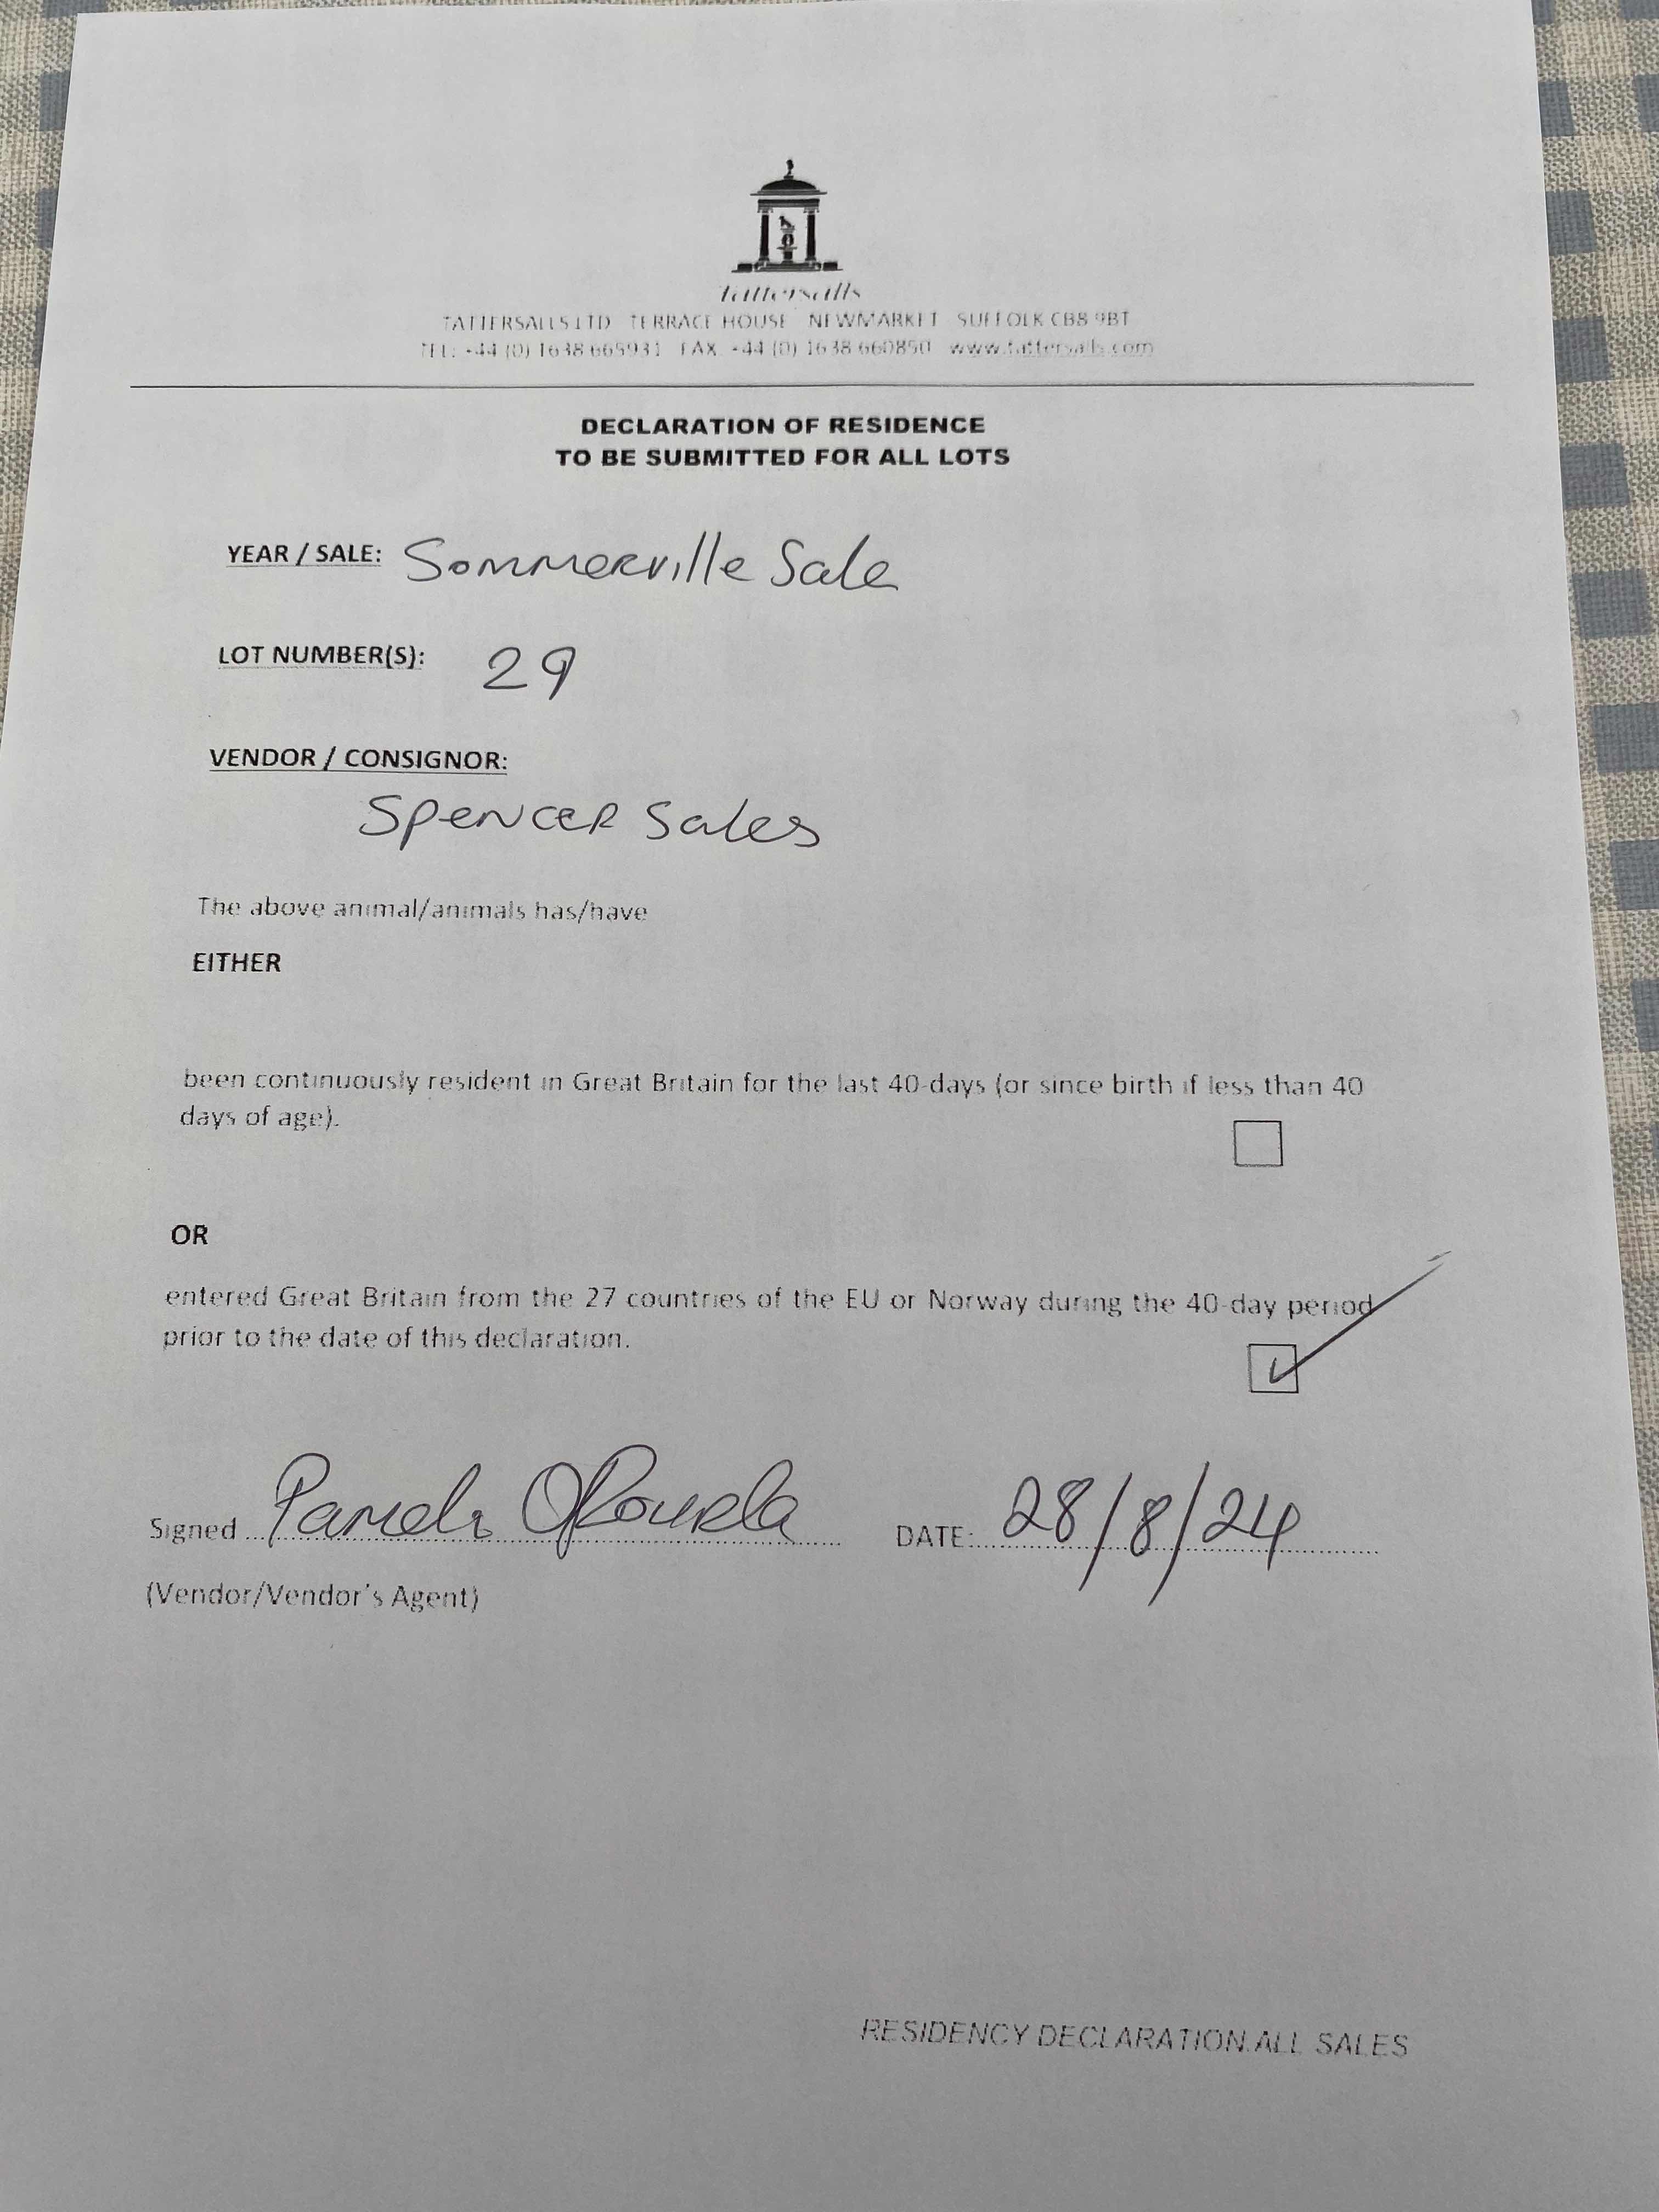 Tattersalls
TATTERSALLS LTD TERRACE HOUSE NEWMARKET SUFFOLK CB8 9BT
TEL: +44 (0) 1638 665931 FAX +44 (0) 1638 660850 www.tattersalls.com
DECLARATION OF RESIDENCE
TO BE SUBMITTED FOR ALL LOTS
YEAR / SALE: Sommerville Sale
LOT NUMBER(S): 29
VENDOR / CONSIGNOR:
Spencer Sales
The above animal/animals has/have
EITHER
been continuously resident in Great Britain for the last 40-days (or since birth if less than 40
days of age).
OR
entered Great Britain from the 27 countries of the EU or Norway during the 40-day period
prior to the date of this declaration.
Signed Pamela DATE: 28/8/24
(Vendor/Vendor's Agent)
RESIDENCY DECLARATION.ALL SALES